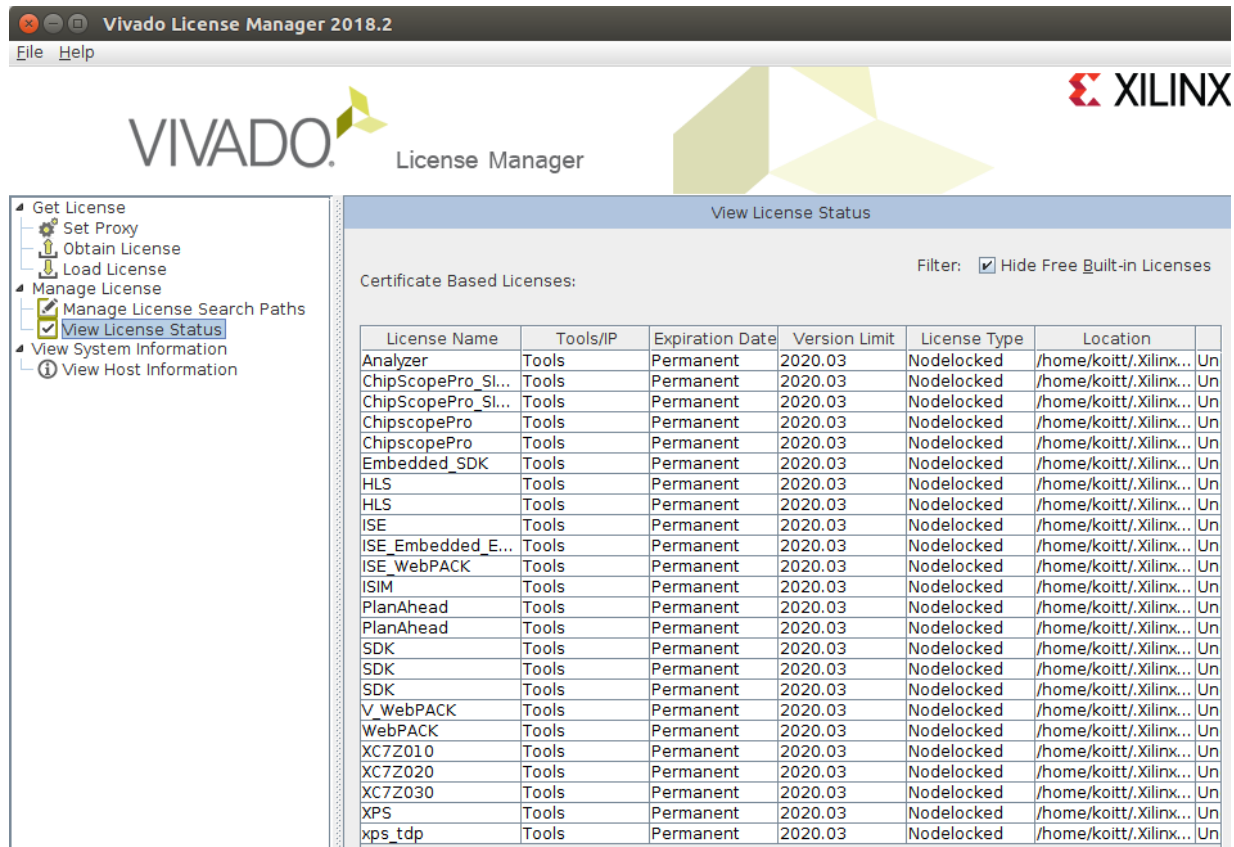 Vivado License Manager 2018.2
File Help
XILINX
VIVADO.
License Manager
Get License
Set Proxy
Obtain License
Load License
Manage License
Manage License Search Paths
View License Status
View System Information
View Host Information
View License Status
Filter: Hide Free Built-in Licenses
Certificate Based Licenses:
License Name Tools/IP Expiration Date Version Limit License Type Location
Analyzer Tools Permanent 2020.03 Nodelocked /home/koitt/.Xilinx... Un
ChipScopePro_SI... Tools Permanent 2020.03 Nodelocked /home/koitt/.Xilinx... Un
ChipScopePro_SI... Tools Permanent 2020.03 Nodelocked /home/koitt/.Xilinx... Un
ChipscopePro Tools Permanent 2020.03 Nodelocked /home/koitt/.Xilinx... Un
ChipscopePro Tools Permanent 2020.03 Nodelocked /home/koitt/.Xilinx... Un
Embedded_SDK Tools Permanent 2020.03 Nodelocked /home/koitt/.Xilinx... Un
HLS Tools Permanent 2020.03 Nodelocked /home/koitt/.Xilinx... Un
HLS Tools Permanent 2020.03 Nodelocked /home/koitt/.Xilinx... Un
ISE Tools Permanent 2020.03 Nodelocked /home/koitt/.Xilinx... Un
ISE_Embedded_E... Tools Permanent 2020.03 Nodelocked /home/koitt/.Xilinx... Un
ISE_WebPACK Tools Permanent 2020.03 Nodelocked /home/koitt/.Xilinx... Un
ISIM Tools Permanent 2020.03 Nodelocked /home/koitt/.Xilinx... Un
PlanAhead Tools Permanent 2020.03 Nodelocked /home/koitt/.Xilinx... Un
PlanAhead Tools Permanent 2020.03 Nodelocked /home/koitt/.Xilinx... Un
SDK Tools Permanent 2020.03 Nodelocked /home/koitt/.Xilinx... Un
SDK Tools Permanent 2020.03 Nodelocked /home/koitt/.Xilinx... Un
SDK Tools Permanent 2020.03 Nodelocked /home/koitt/.Xilinx... Un
V_WebPACK Tools Permanent 2020.03 Nodelocked /home/koitt/.Xilinx... Un
WebPACK Tools Permanent 2020.03 Nodelocked /home/koitt/.Xilinx... Un
XC7Z010 Tools Permanent 2020.03 Nodelocked /home/koitt/.Xilinx... Un
XC7Z020 Tools Permanent 2020.03 Nodelocked /home/koitt/.Xilinx... Un
XC7Z030 Tools Permanent 2020.03 Nodelocked /home/koitt/.Xilinx... Un
XPS Tools Permanent 2020.03 Nodelocked /home/koitt/.Xilinx... Un
xps_tdp Tools Permanent 2020.03 Nodelocked /home/koitt/.Xilinx... Un